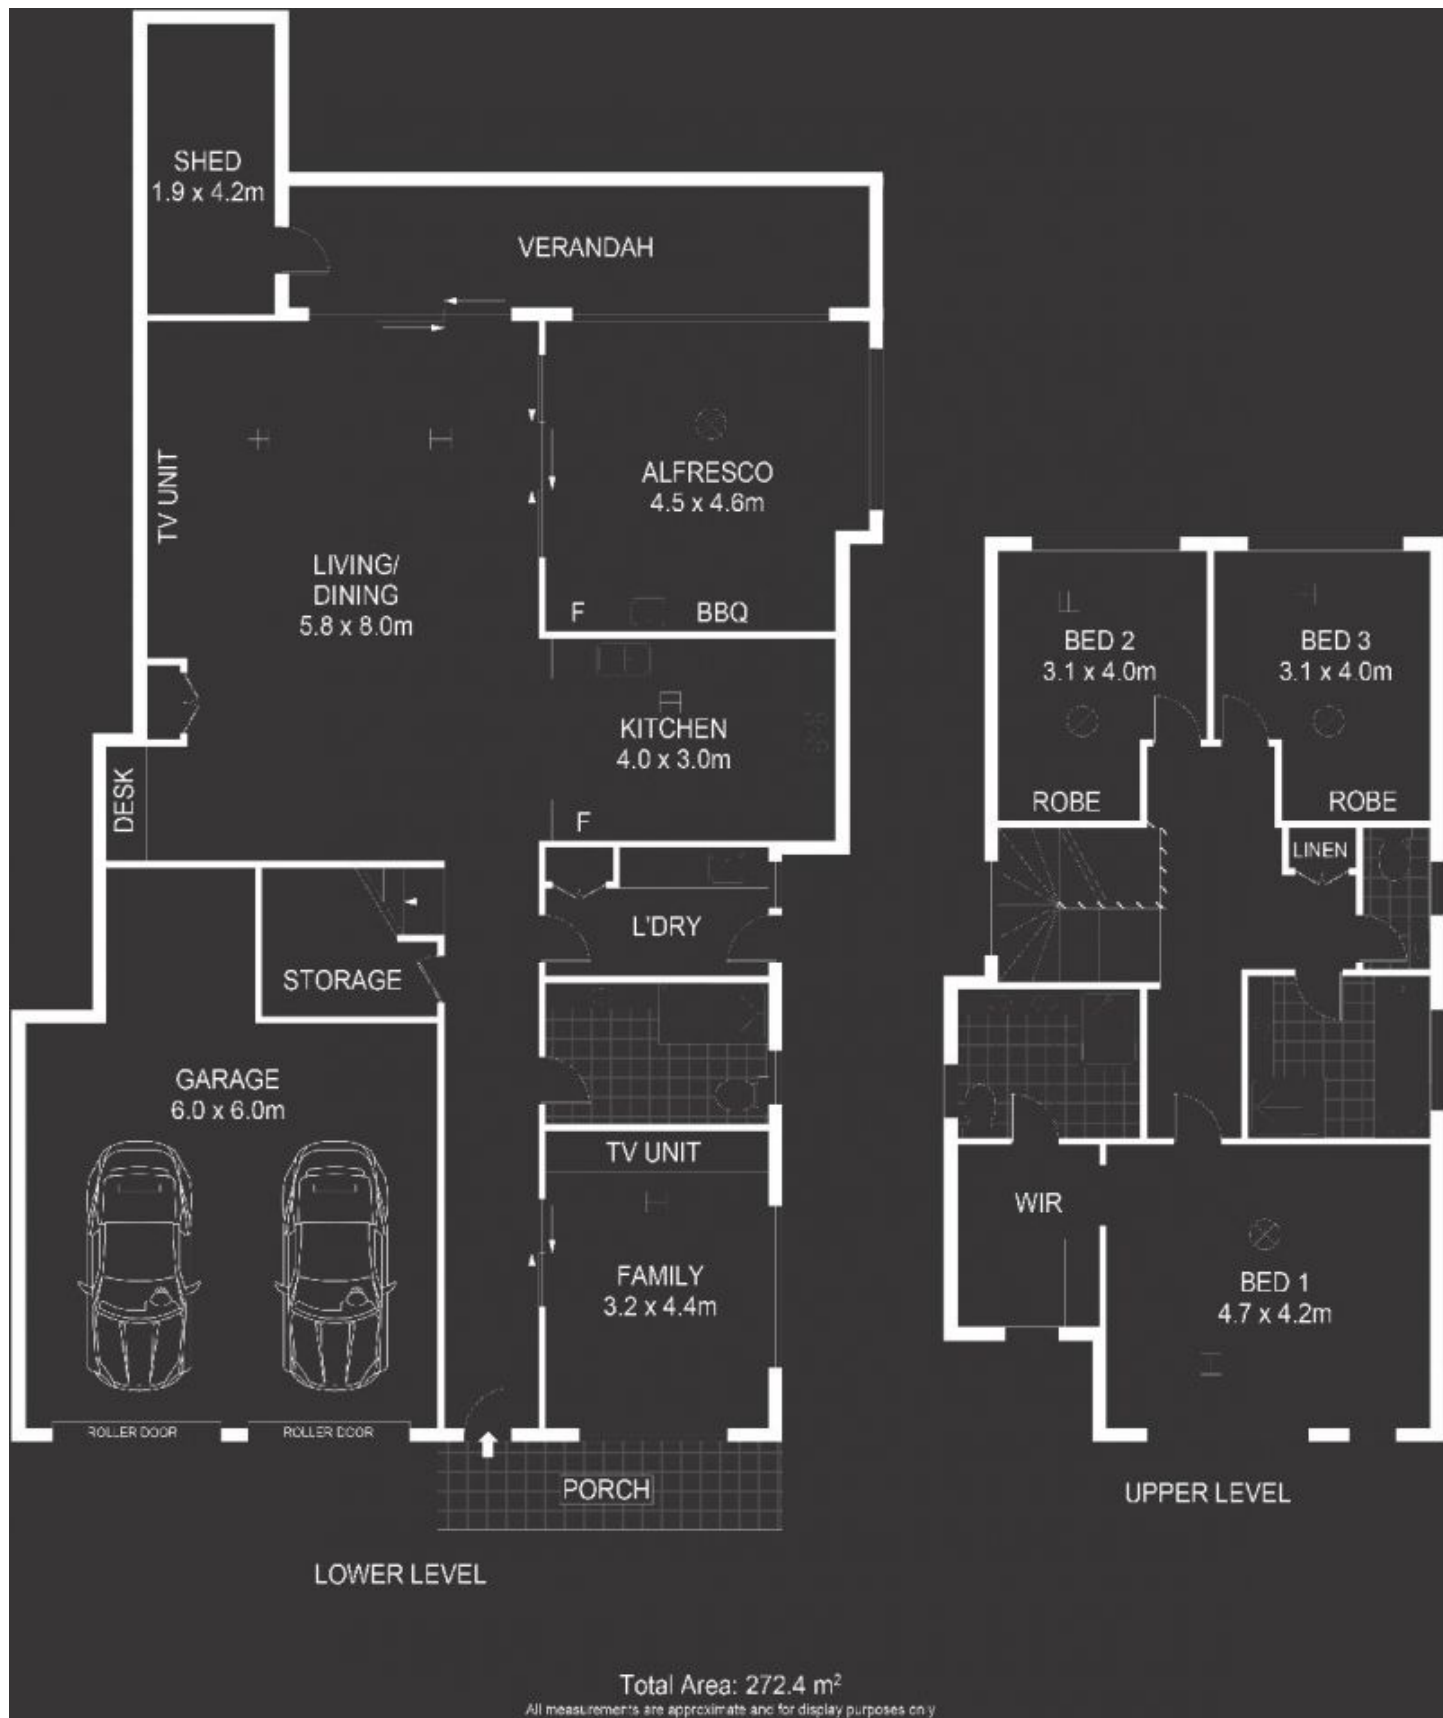 SHED
1.9 x 4.2m
VERANDAH
TV UNIT
ALFRESCO
4.5 x 4.6m
LIVING/
DINING
5.8 x 8.0m
F
BBQ
KITCHEN
4.0 x 3.0m
F
DESK
L'DRY
STORAGE
GARAGE
6.0 x 6.0m
TV UNIT
FAMILY
3.2 x 4.4m
ROLLER DOOR
ROLLER DOOR
PORCH
LOWER LEVEL
BED 2
3.1 x 4.0m
BED 3
3.1 x 4.0m
ROBE
ROBE
LINEN
WIR
BED 1
4.7 x 4.2m
UPPER LEVEL
Total Area: 272.4 m²
All measurements are approximate and for display purposes only